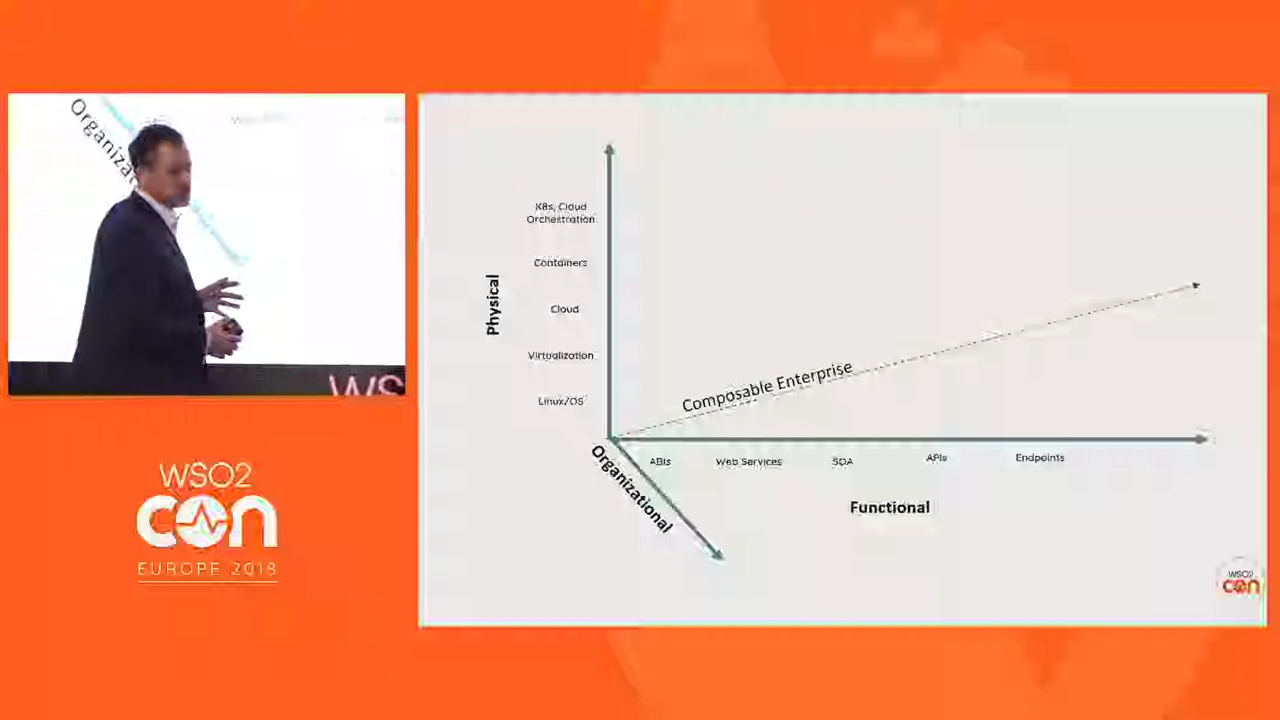 Organizat
WS
WSO2
con
EUROPE 2018
K8s, Cloud
Orchestration
Containers
Cloud
Virtualization
Linux/OS
Physical
Composable Enterprise
Organizational
ABIs
Web Services
SOA
APIs
Endpoints
Functional
WSO2
con